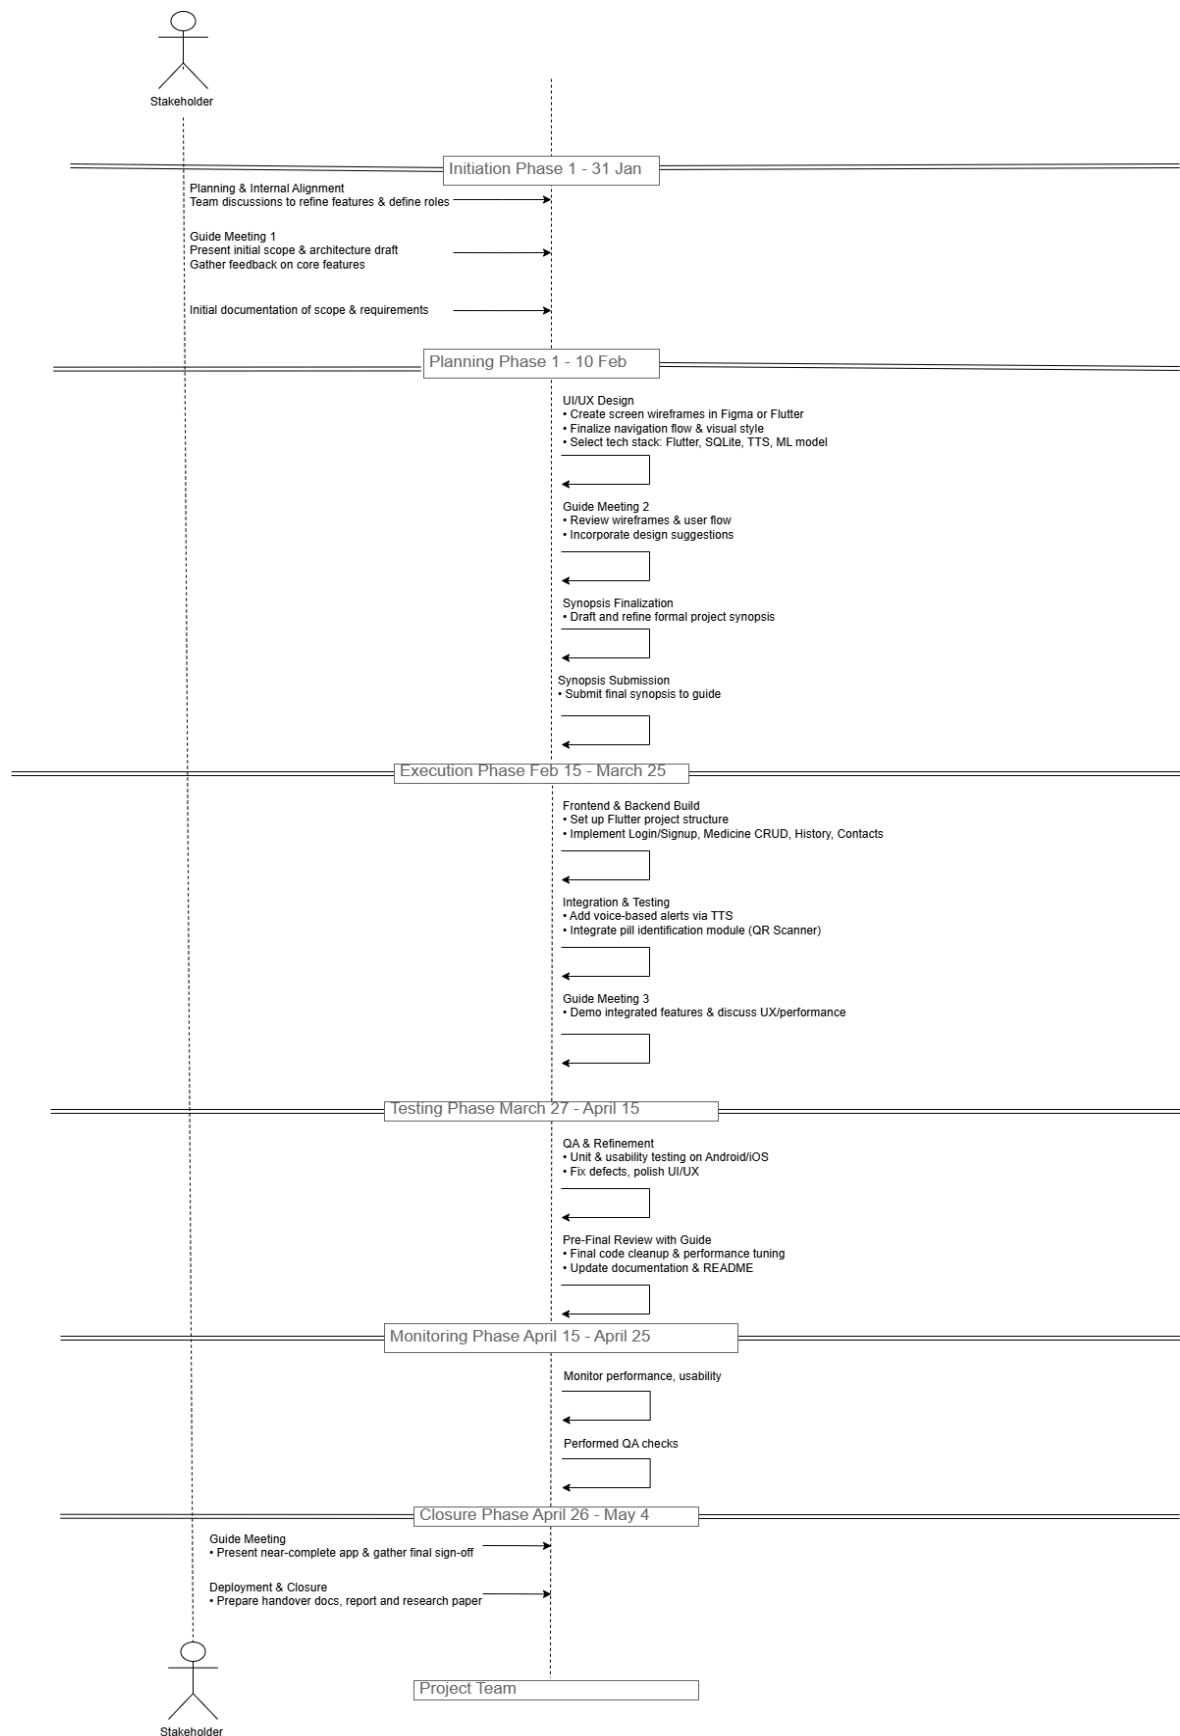 Stakeholder
Initiation Phase 1 - 31 Jan
Planning & Internal Alignment
Team discussions to refine features & define roles
Guide Meeting 1
Present initial scope & architecture draft
Gather feedback on core features
Initial documentation of scope & requirements
Planning Phase 1 - 10 Feb
UI/UX Design
• Create screen wireframes in Figma or Flutter
• Finalize navigation flow & visual style
• Select tech stack: Flutter, SQLite, TTS, ML model
Guide Meeting 2
• Review wireframes & user flow
• Incorporate design suggestions
Synopsis Finalization
• Draft and refine formal project synopsis
Synopsis Submission
• Submit final synopsis to guide
Execution Phase Feb 15 - March 25
Frontend & Backend Build
• Set up Flutter project structure
• Implement Login/Signup, Medicine CRUD, History, Contacts
Integration & Testing
• Add voice-based alerts via TTS
• Integrate pill identification module (QR Scanner)
Guide Meeting 3
• Demo integrated features & discuss UX/performance
Testing Phase March 27 - April 15
QA & Refinement
• Unit & usability testing on Android/iOS
• Fix defects, polish UI/UX
Pre-Final Review with Guide
• Final code cleanup & performance tuning
• Update documentation & README
Monitoring Phase April 15 - April 25
Monitor performance, usability
Performed QA checks
Closure Phase April 26 - May 4
Guide Meeting
• Present near-complete app & gather final sign-off
Deployment & Closure
• Prepare handover docs, report and research paper
Project Team
Stakeholder